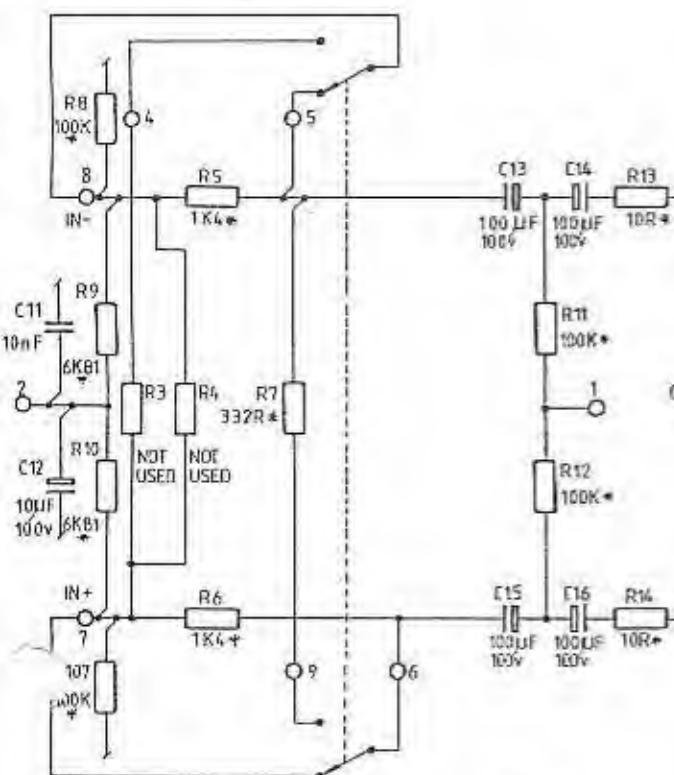 R8
100K
*
4
5
8
IN-
R5
1K4*
C13
100µF
100v
C14
100µF
100v
R13
10R*
C11
10nF
R9
6K81
*
R11
100K*
2
R3
NOT
USED
R4
NOT
USED
R7
332R*
1
C12
10µF
100v
R10
6K81
*
R12
100K*
IN+
7
R6
1K4*
C15
100µF
100v
C16
100µF
100v
R14
10R*
107
*
9
6